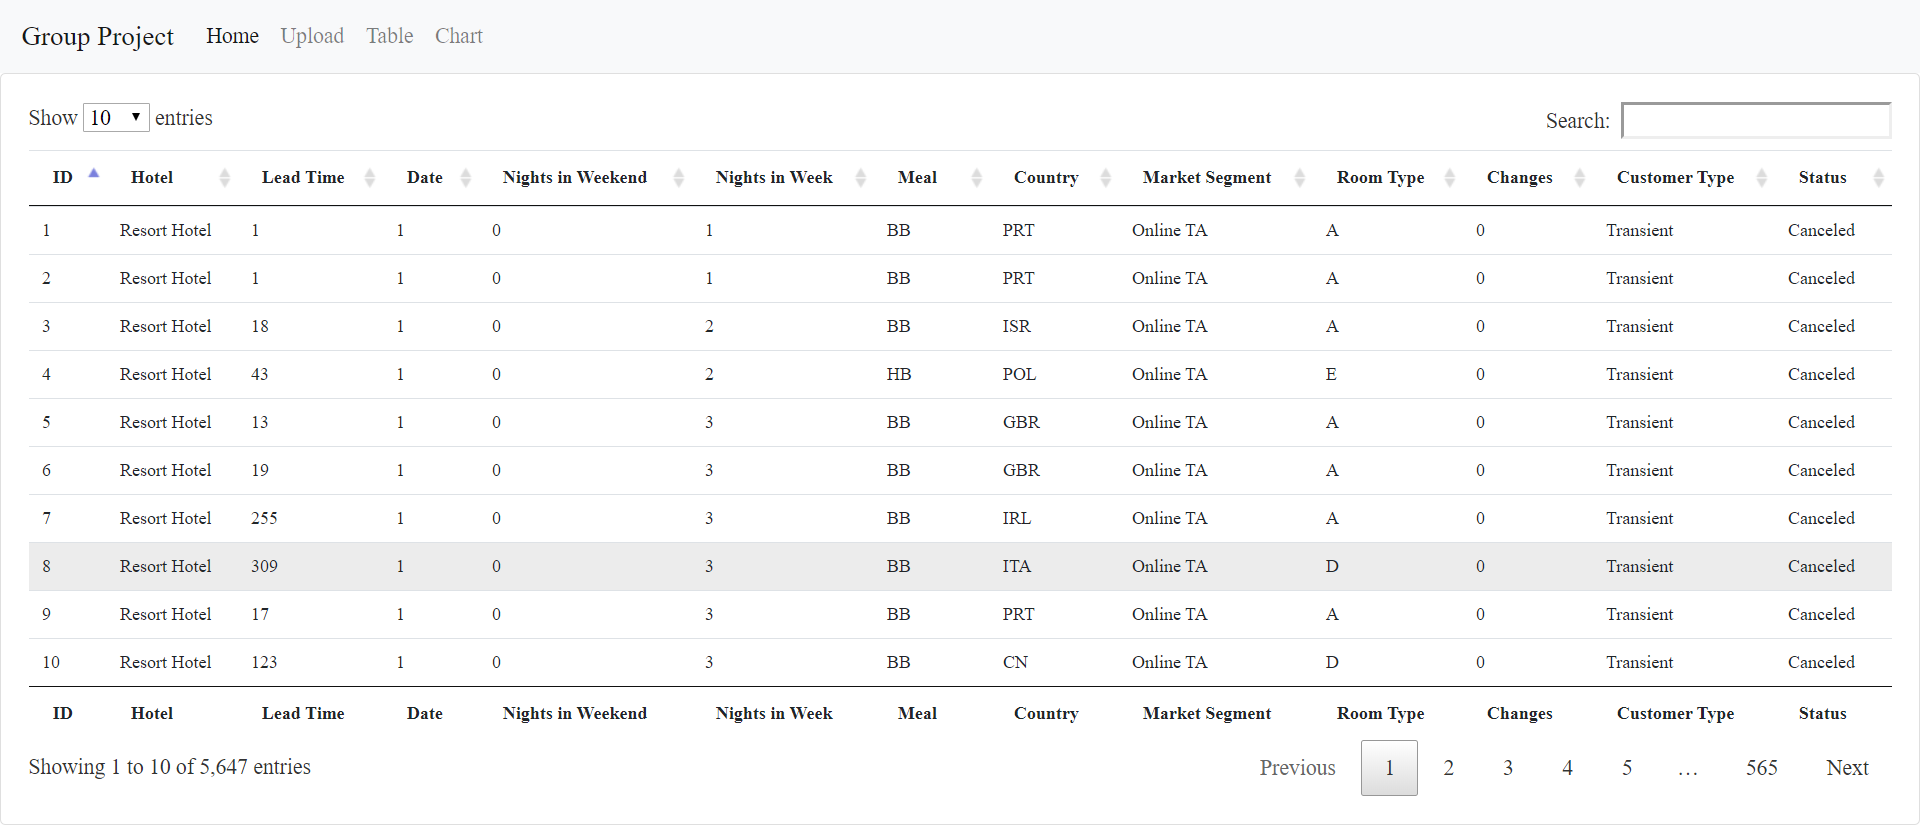 Group Project Home Upload Table Chart
Show 10 entries Search:
ID Hotel Lead Time Date Nights in Weekend Nights in Week Meal Country Market Segment Room Type Changes Customer Type Status
1 Resort Hotel 1 1 0 1 BB PRT Online TA A 0 Transient Canceled
2 Resort Hotel 1 1 0 1 BB PRT Online TA A 0 Transient Canceled
3 Resort Hotel 18 1 0 2 BB ISR Online TA A 0 Transient Canceled
4 Resort Hotel 43 1 0 2 HB POL Online TA E 0 Transient Canceled
5 Resort Hotel 13 1 0 3 BB GBR Online TA A 0 Transient Canceled
6 Resort Hotel 19 1 0 3 BB GBR Online TA A 0 Transient Canceled
7 Resort Hotel 255 1 0 3 BB IRL Online TA A 0 Transient Canceled
8 Resort Hotel 309 1 0 3 BB ITA Online TA D 0 Transient Canceled
9 Resort Hotel 17 1 0 3 BB PRT Online TA A 0 Transient Canceled
10 Resort Hotel 123 1 0 3 BB CN Online TA D 0 Transient Canceled
ID Hotel Lead Time Date Nights in Weekend Nights in Week Meal Country Market Segment Room Type Changes Customer Type Status
Showing 1 to 10 of 5,647 entries Previous 1 2 3 4 5 … 565 Next